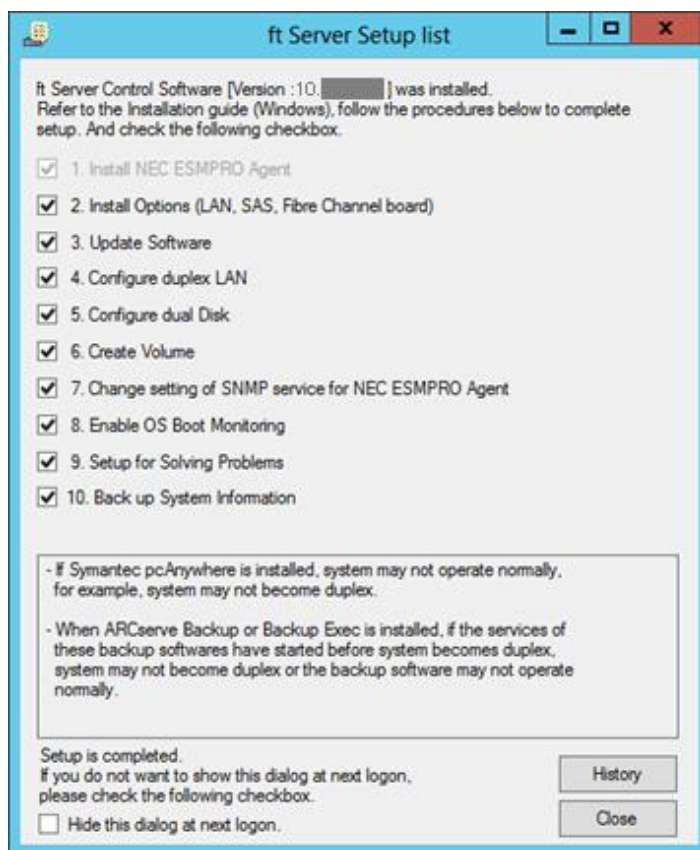 ft Server Setup list
ft Server Control Software [Version :10. ] was installed.
Refer to the Installation guide (Windows), follow the procedures below to complete
setup. And check the following checkbox.
1. Install NEC ESMPRO Agent
2. Install Options (LAN, SAS, Fibre Channel board)
3. Update Software
4. Configure duplex LAN
5. Configure dual Disk
6. Create Volume
7. Change setting of SNMP service for NEC ESMPRO Agent
8. Enable OS Boot Monitoring
9. Setup for Solving Problems
10. Back up System Information
- If Symantec pcAnywhere is installed, system may not operate normally,
for example, system may not become duplex.
- When ARCserve Backup or Backup Exec is installed, if the services of
these backup softwares have started before system becomes duplex,
system may not become duplex or the backup software may not operate
normally.
Setup is completed.
If you do not want to show this dialog at next logon,
please check the following checkbox.
Hide this dialog at next logon.
History
Close